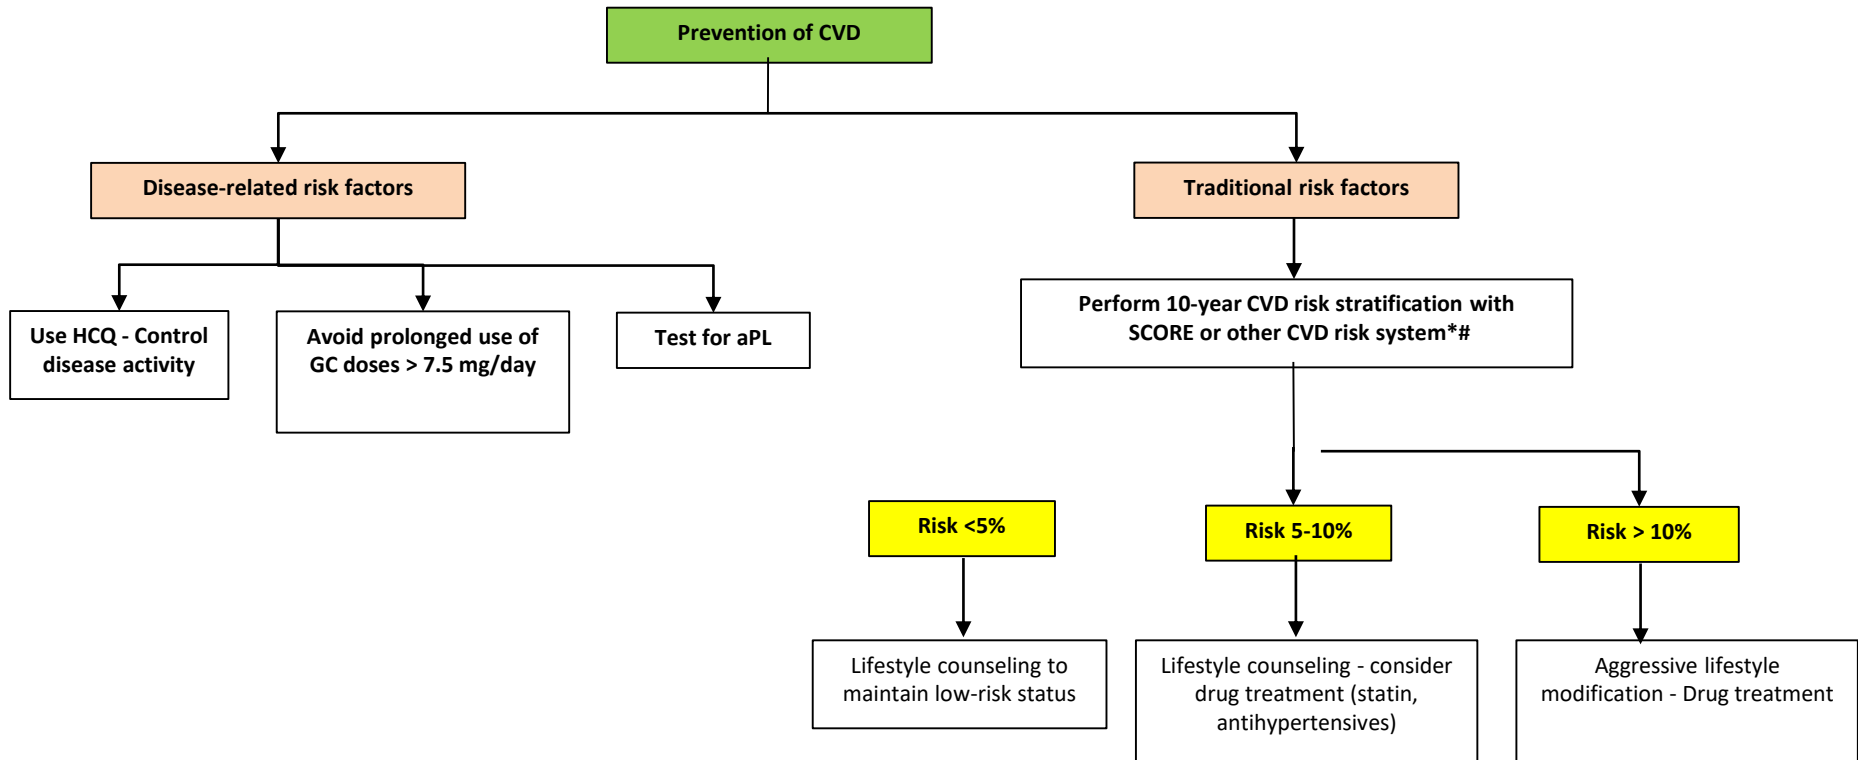 Prevention of CVD
Disease-related risk factors
Traditional risk factors
Use HCQ - Control
disease activity
Avoid prolonged use of
GC doses > 7.5 mg/day
Test for aPL
Perform 10-year CVD risk stratification with
SCORE or other CVD risk system*#
Risk <5%
Risk 5-10%
Risk > 10%
Lifestyle counseling to
maintain low-risk status
Lifestyle counseling - consider
drug treatment (statin,
antihypertensives)
Aggressive lifestyle
modification - Drug treatment